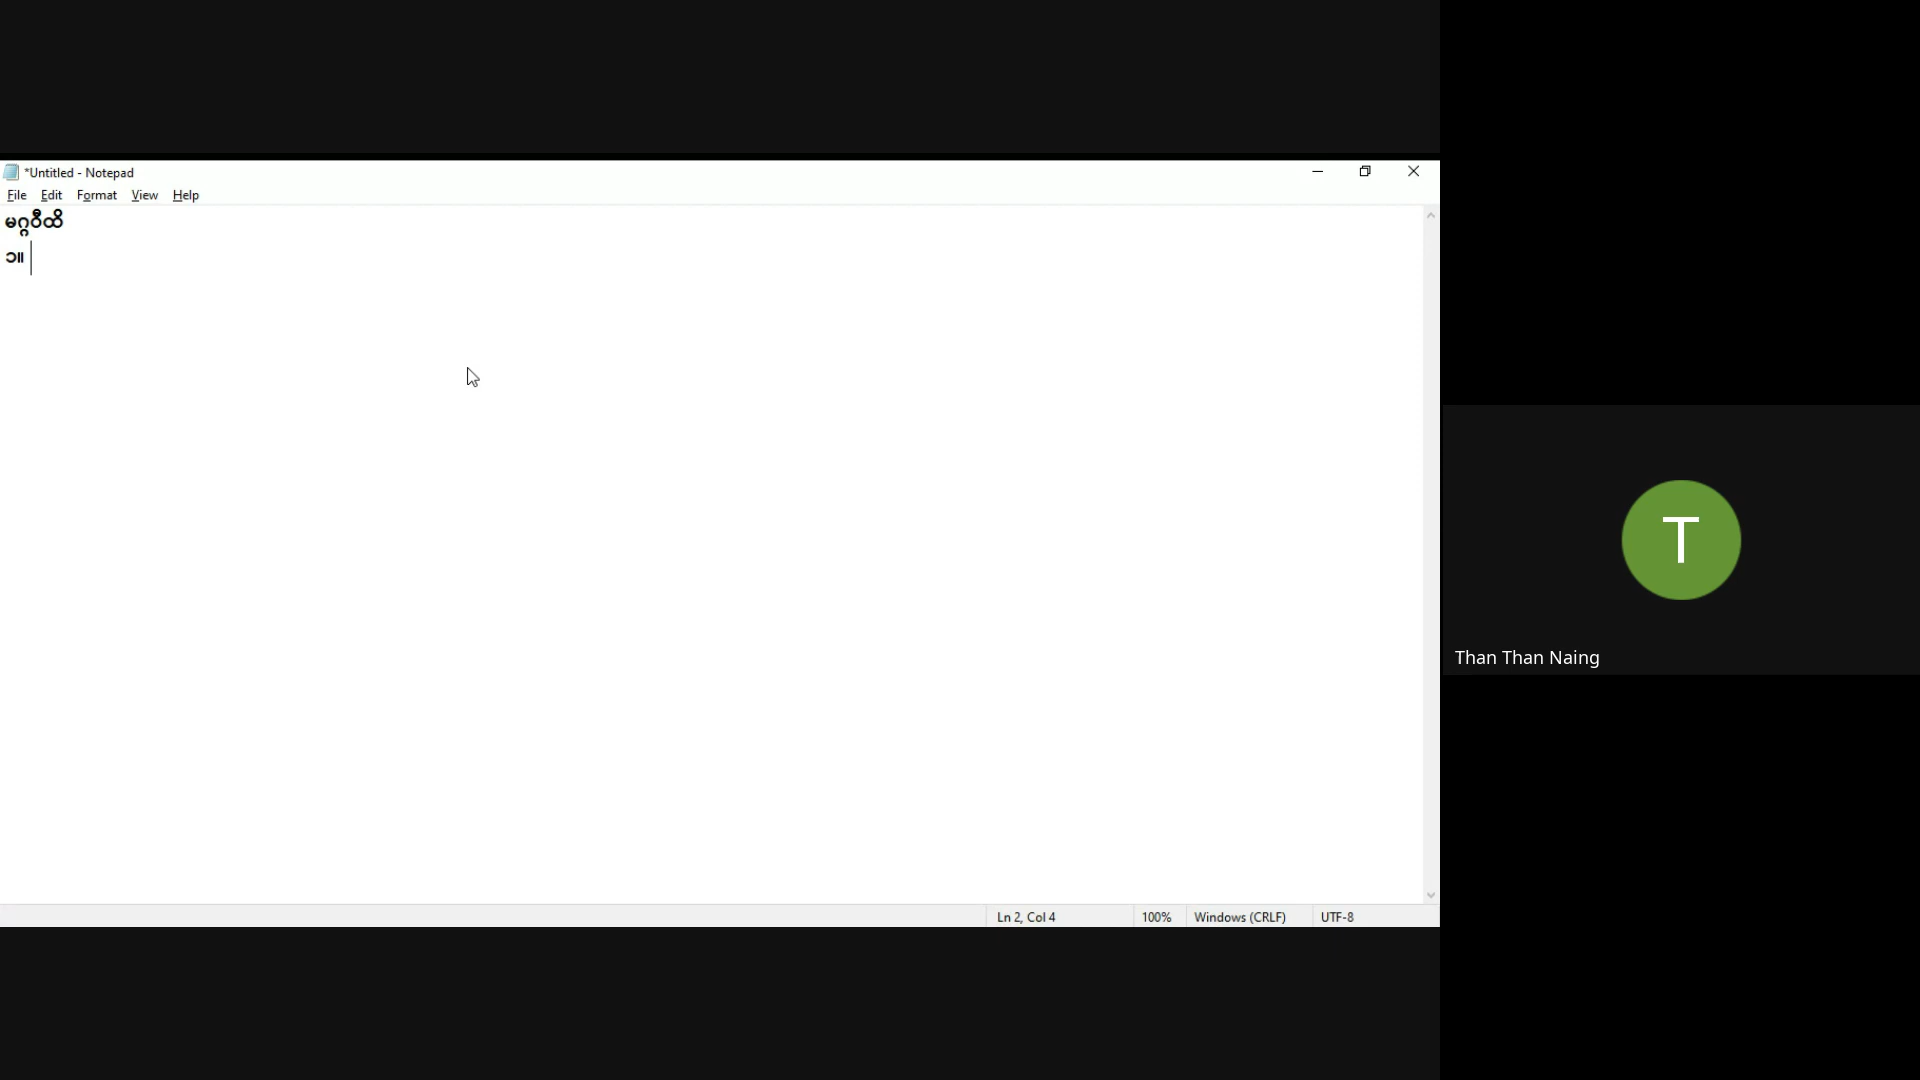 *Untitled - Notepad
File Edit Format View Help
မဂ္ဂဝီထိ
၁။
Ln 2, Col 4 100% Windows (CRLF) UTF-8
T
Than Than Naing